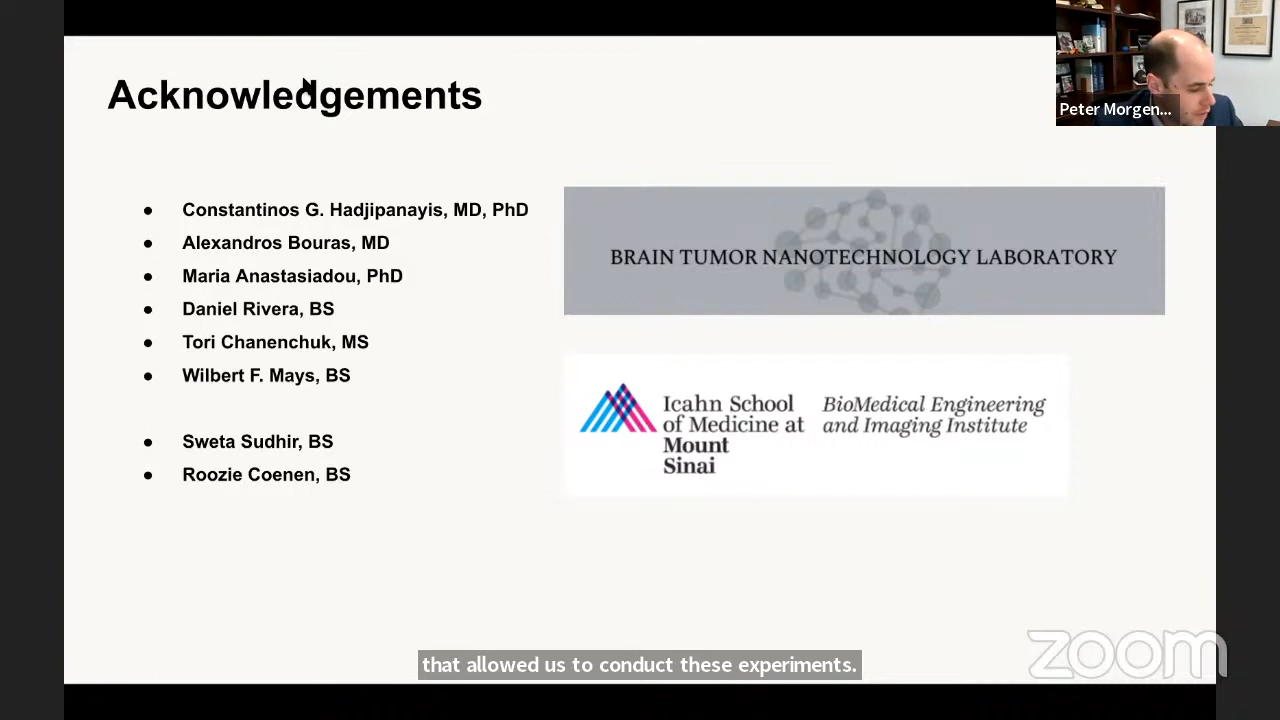 Acknowledgements
Peter Morgen...
● Constantinos G. Hadjipanayis, MD, PhD
● Alexandros Bouras, MD
● Maria Anastasiadou, PhD
● Daniel Rivera, BS
● Tori Chanenchuk, MS
● Wilbert F. Mays, BS
● Sweta Sudhir, BS
● Roozie Coenen, BS
BRAIN TUMOR NANOTECHNOLOGY LABORATORY
Icahn School
of Medicine at
Mount
Sinai
BioMedical Engineering
and Imaging Institute
that allowed us to conduct these experiments.
zoom